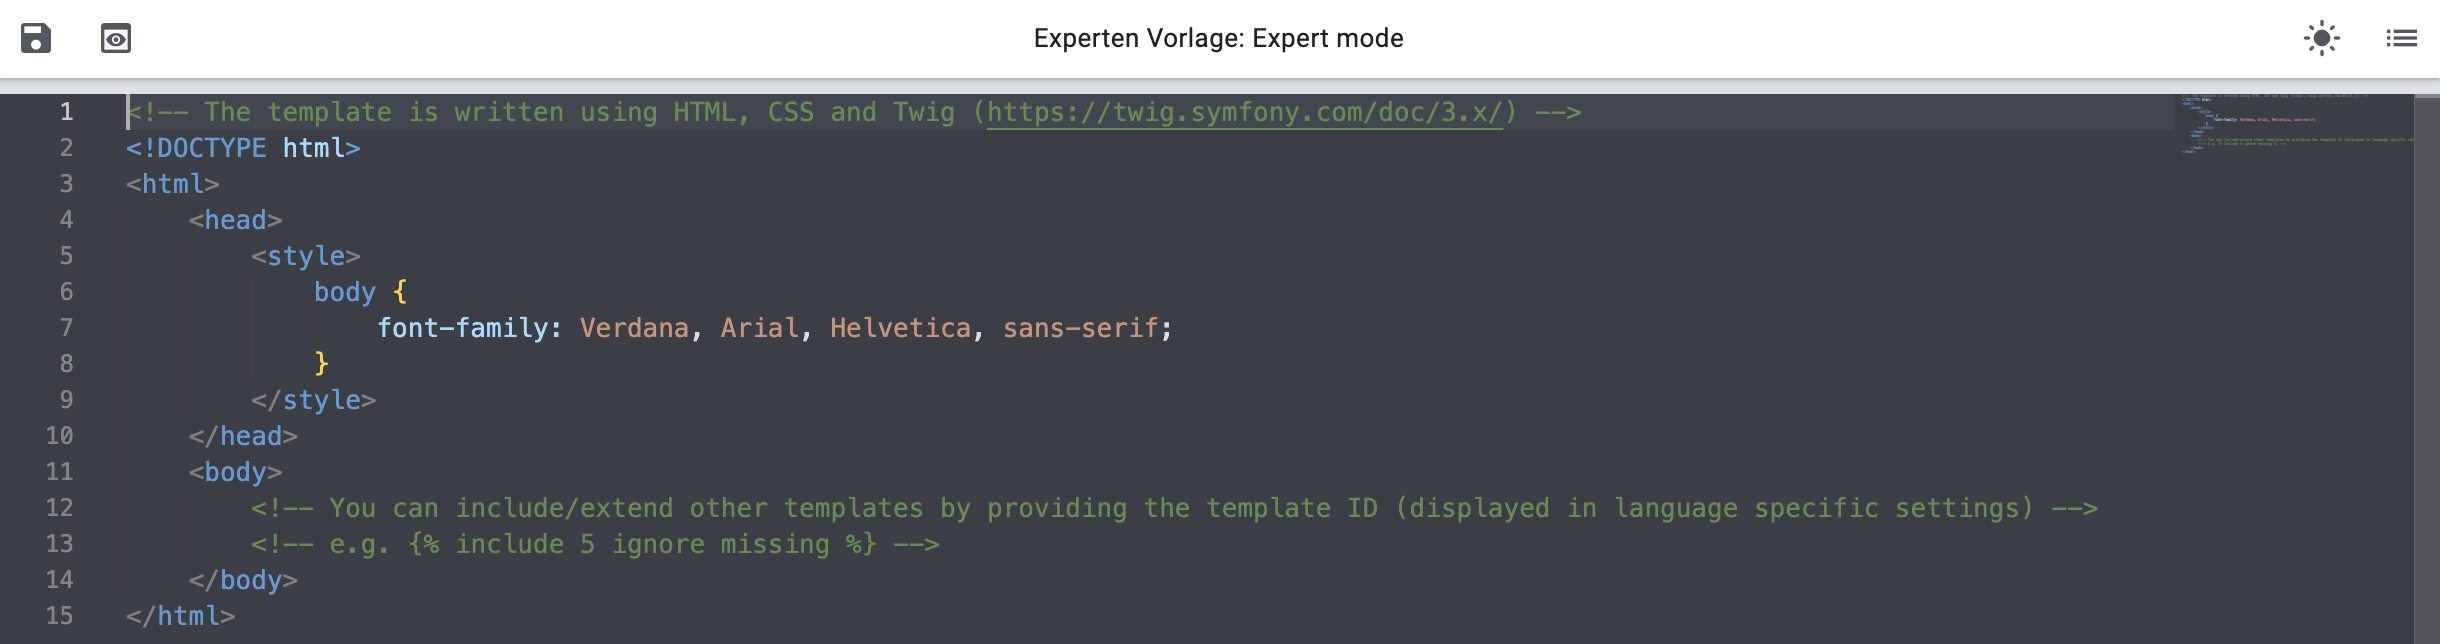 Experten Vorlage: Expert mode
1 <!-- The template is written using HTML, CSS and Twig (https://twig.symfony.com/doc/3.x/) -->
2 <!DOCTYPE html>
3 <html>
4 <head>
5 <style>
6 body {
7 font-family: Verdana, Arial, Helvetica, sans-serif;
8 }
9 </style>
10 </head>
11 <body>
12 <!-- You can include/extend other templates by providing the template ID (displayed in language specific settings) -->
13 <!-- e.g. {% include 5 ignore missing %} -->
14 </body>
15 </html>